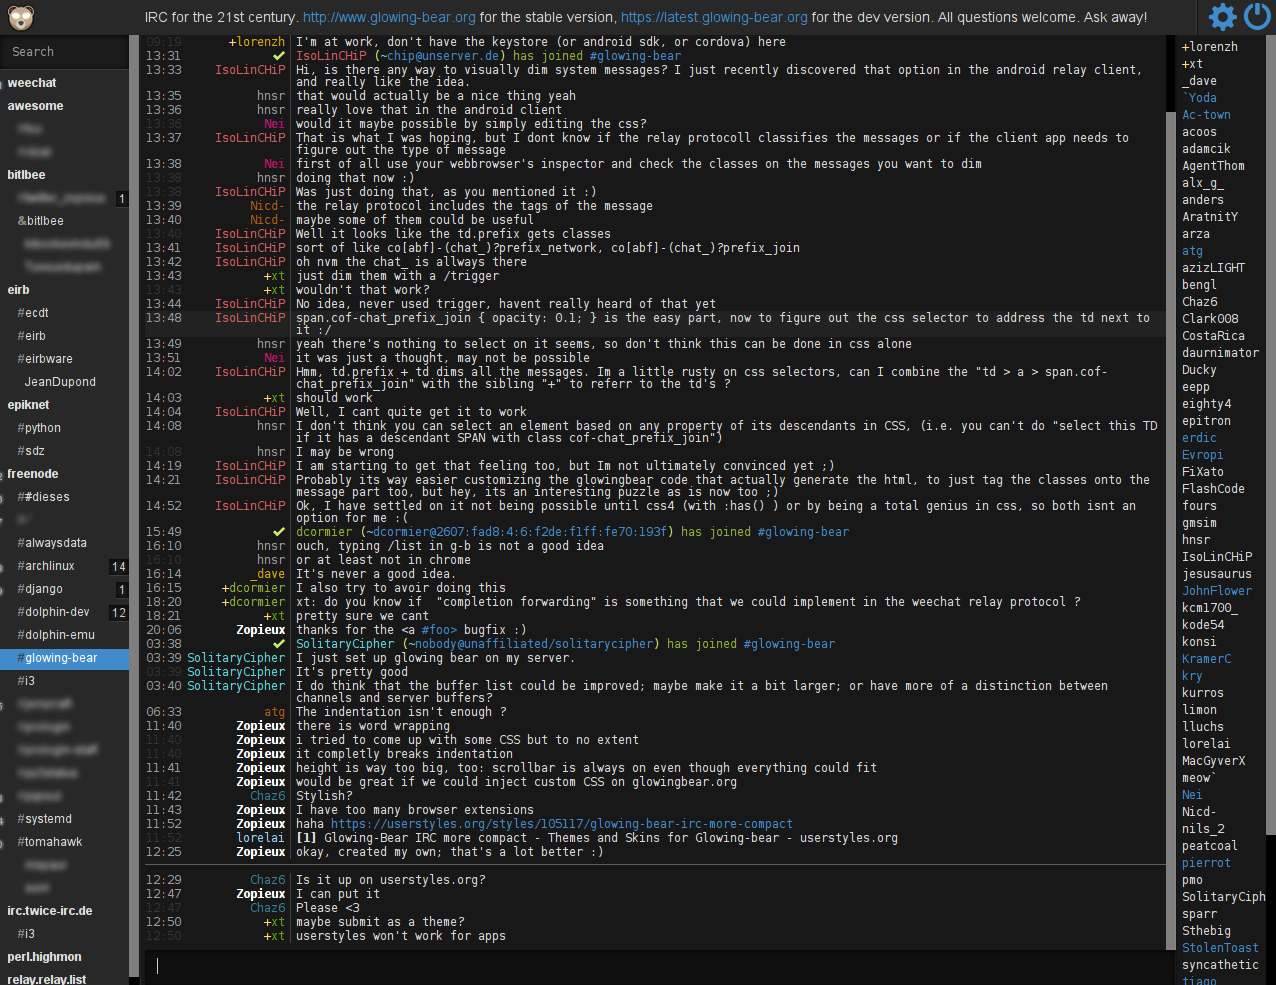 IRC for the 21st century. http://www.glowing-bear.org for the stable version, https://latest.glowing-bear.org for the dev version. All questions welcome. Ask away!
Search
weechat
awesome
bitlbee
1
&bitlbee
eirb
#ecdt
#eirb
#eirbware
JeanDupond
epiknet
#python
#sdz
freenode
##dieses
#alwaysdata
#archlinux 14
#django 1
#dolphin-dev 12
#dolphin-emu
#glowing-bear
#i3
#systemd
#tomahawk
irc.twice-irc.de
#i3
perl.highmon
relay.relay.list
09:19 +lorenzh I'm at work, don't have the keystore (or android sdk, or cordova) here
13:31 ✔ IsoLinCHiP (~chip@unserver.de) has joined #glowing-bear
13:33 IsoLinCHiP Hi, is there any way to visually dim system messages? I just recently discovered that option in the android relay client,
and really like the idea.
13:35 hnsr that would actually be a nice thing yeah
13:36 hnsr really love that in the android client
13:36 Nei would it maybe possible by simply editing the css?
13:37 IsoLinCHiP That is what I was hoping, but I dont know if the relay protocoll classifies the messages or if the client app needs to
figure out the type of message
13:38 Nei first of all use your webbrowser's inspector and check the classes on the messages you want to dim
13:38 hnsr doing that now :)
13:38 IsoLinCHiP Was just doing that, as you mentioned it :)
13:39 Nicd- the relay protocol includes the tags of the message
13:40 Nicd- maybe some of them could be useful
13:40 IsoLinCHiP Well it looks like the td.prefix gets classes
13:41 IsoLinCHiP sort of like co[abf]-(chat_)?prefix_network, co[abf]-(chat_)?prefix_join
13:42 IsoLinCHiP oh nvm the chat_ is allways there
13:43 +xt just dim them with a /trigger
13:43 +xt wouldn't that work?
13:44 IsoLinCHiP No idea, never used trigger, havent really heard of that yet
13:48 IsoLinCHiP span.cof-chat_prefix_join { opacity: 0.1; } is the easy part, now to figure out the css selector to address the td next to
it :/
13:49 hnsr yeah there's nothing to select on it seems, so don't think this can be done in css alone
13:51 Nei it was just a thought, may not be possible
14:02 IsoLinCHiP Hmm, td.prefix + td dims all the messages. Im a little rusty on css selectors, can I combine the "td > a > span.cof-
chat_prefix_join" with the sibling "+" to referr to the td's ?
14:03 +xt should work
14:04 IsoLinCHiP Well, I cant quite get it to work
14:08 hnsr I don't think you can select an element based on any property of its descendants in CSS, (i.e. you can't do "select this TD
if it has a descendant SPAN with class cof-chat_prefix_join")
14:08 hnsr I may be wrong
14:19 IsoLinCHiP I am starting to get that feeling too, but Im not ultimately convinced yet ;)
14:21 IsoLinCHiP Probably its way easier customizing the glowingbear code that actually generate the html, to just tag the classes onto the
message part too, but hey, its an interesting puzzle as is now too ;)
14:52 IsoLinCHiP Ok, I have settled on it not being possible until css4 (with :has() ) or by being a total genius in css, so both isnt an
option for me :(
15:49 ✔ dcormier (~dcormier@2607:fad8:4:6:f2de:f1ff:fe70:193f) has joined #glowing-bear
16:10 hnsr ouch, typing /list in g-b is not a good idea
16:10 hnsr or at least not in chrome
16:14 _dave It's never a good idea.
16:15 +dcormier I also try to avoir doing this
18:20 +dcormier xt: do you know if  "completion forwarding" is something that we could implement in the weechat relay protocol ?
18:21 +xt pretty sure we cant
20:06 Zopieux thanks for the <a #foo> bugfix :)
03:38 ✔ SolitaryCipher (~nobody@unaffiliated/solitarycipher) has joined #glowing-bear
03:39 SolitaryCipher I just set up glowing bear on my server.
03:39 SolitaryCipher It's pretty good
03:40 SolitaryCipher I do think that the buffer list could be improved; maybe make it a bit larger; or have more of a distinction between
channels and server buffers?
06:33 atg The indentation isn't enough ?
11:40 Zopieux there is word wrapping
11:40 Zopieux i tried to come up with some CSS but to no extent
11:40 Zopieux it completly breaks indentation
11:41 Zopieux height is way too big, too: scrollbar is always on even though everything could fit
11:41 Zopieux would be great if we could inject custom CSS on glowingbear.org
11:42 Chaz6 Stylish?
11:43 Zopieux I have too many browser extensions
11:52 Zopieux haha https://userstyles.org/styles/105117/glowing-bear-irc-more-compact
11:52 lorelai [1] Glowing-Bear IRC more compact - Themes and Skins for Glowing-bear - userstyles.org
12:25 Zopieux okay, created my own; that's a lot better :)
12:29 Chaz6 Is it up on userstyles.org?
12:47 Zopieux I can put it
12:47 Chaz6 Please <3
12:50 +xt maybe submit as a theme?
12:50 +xt userstyles won't work for apps
+lorenzh
+xt
_dave
`Yoda
Ac-town
acoos
adamcik
AgentThom
alx_g_
anders
AratnitY
arza
atg
azizLIGHT
bengl
Chaz6
Clark008
CostaRica
daurnimator
Ducky
eepp
eighty4
epitron
erdic
Evropi
FiXato
FlashCode
fours
gmsim
hnsr
IsoLinCHiP
jesusaurus
JohnFlower
kcm1700_
kode54
konsi
KramerC
kry
kurros
limon
lluchs
lorelai
MacGyverX
meow`
Nei
Nicd-
nils_2
peatcoal
pierrot
pmo
SolitaryCiph
sparr
Sthebig
StolenToast
syncathetic
tiago